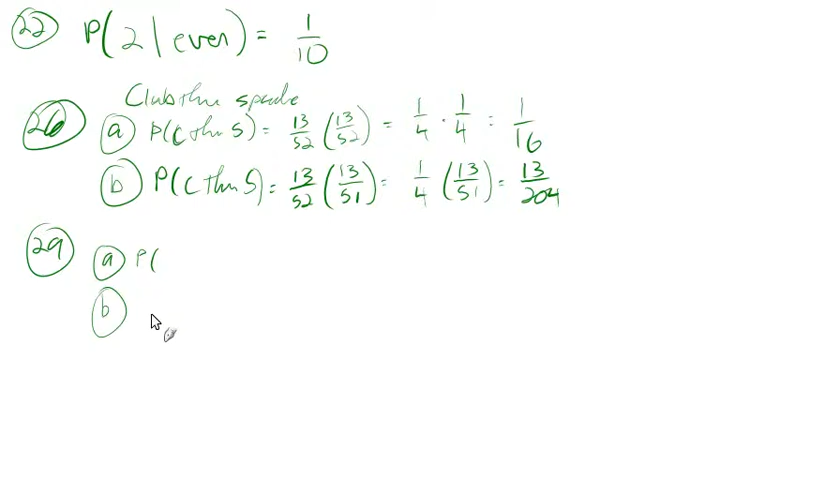 22 P(2 | even) = 1/10
Club then spade
26 a P(C then S) = 13/52 (13/52) = 1/4 · 1/4 = 1/16
b P(C then S) = 13/52 (13/51) = 1/4 (13/51) = 13/204
29 a P(
b